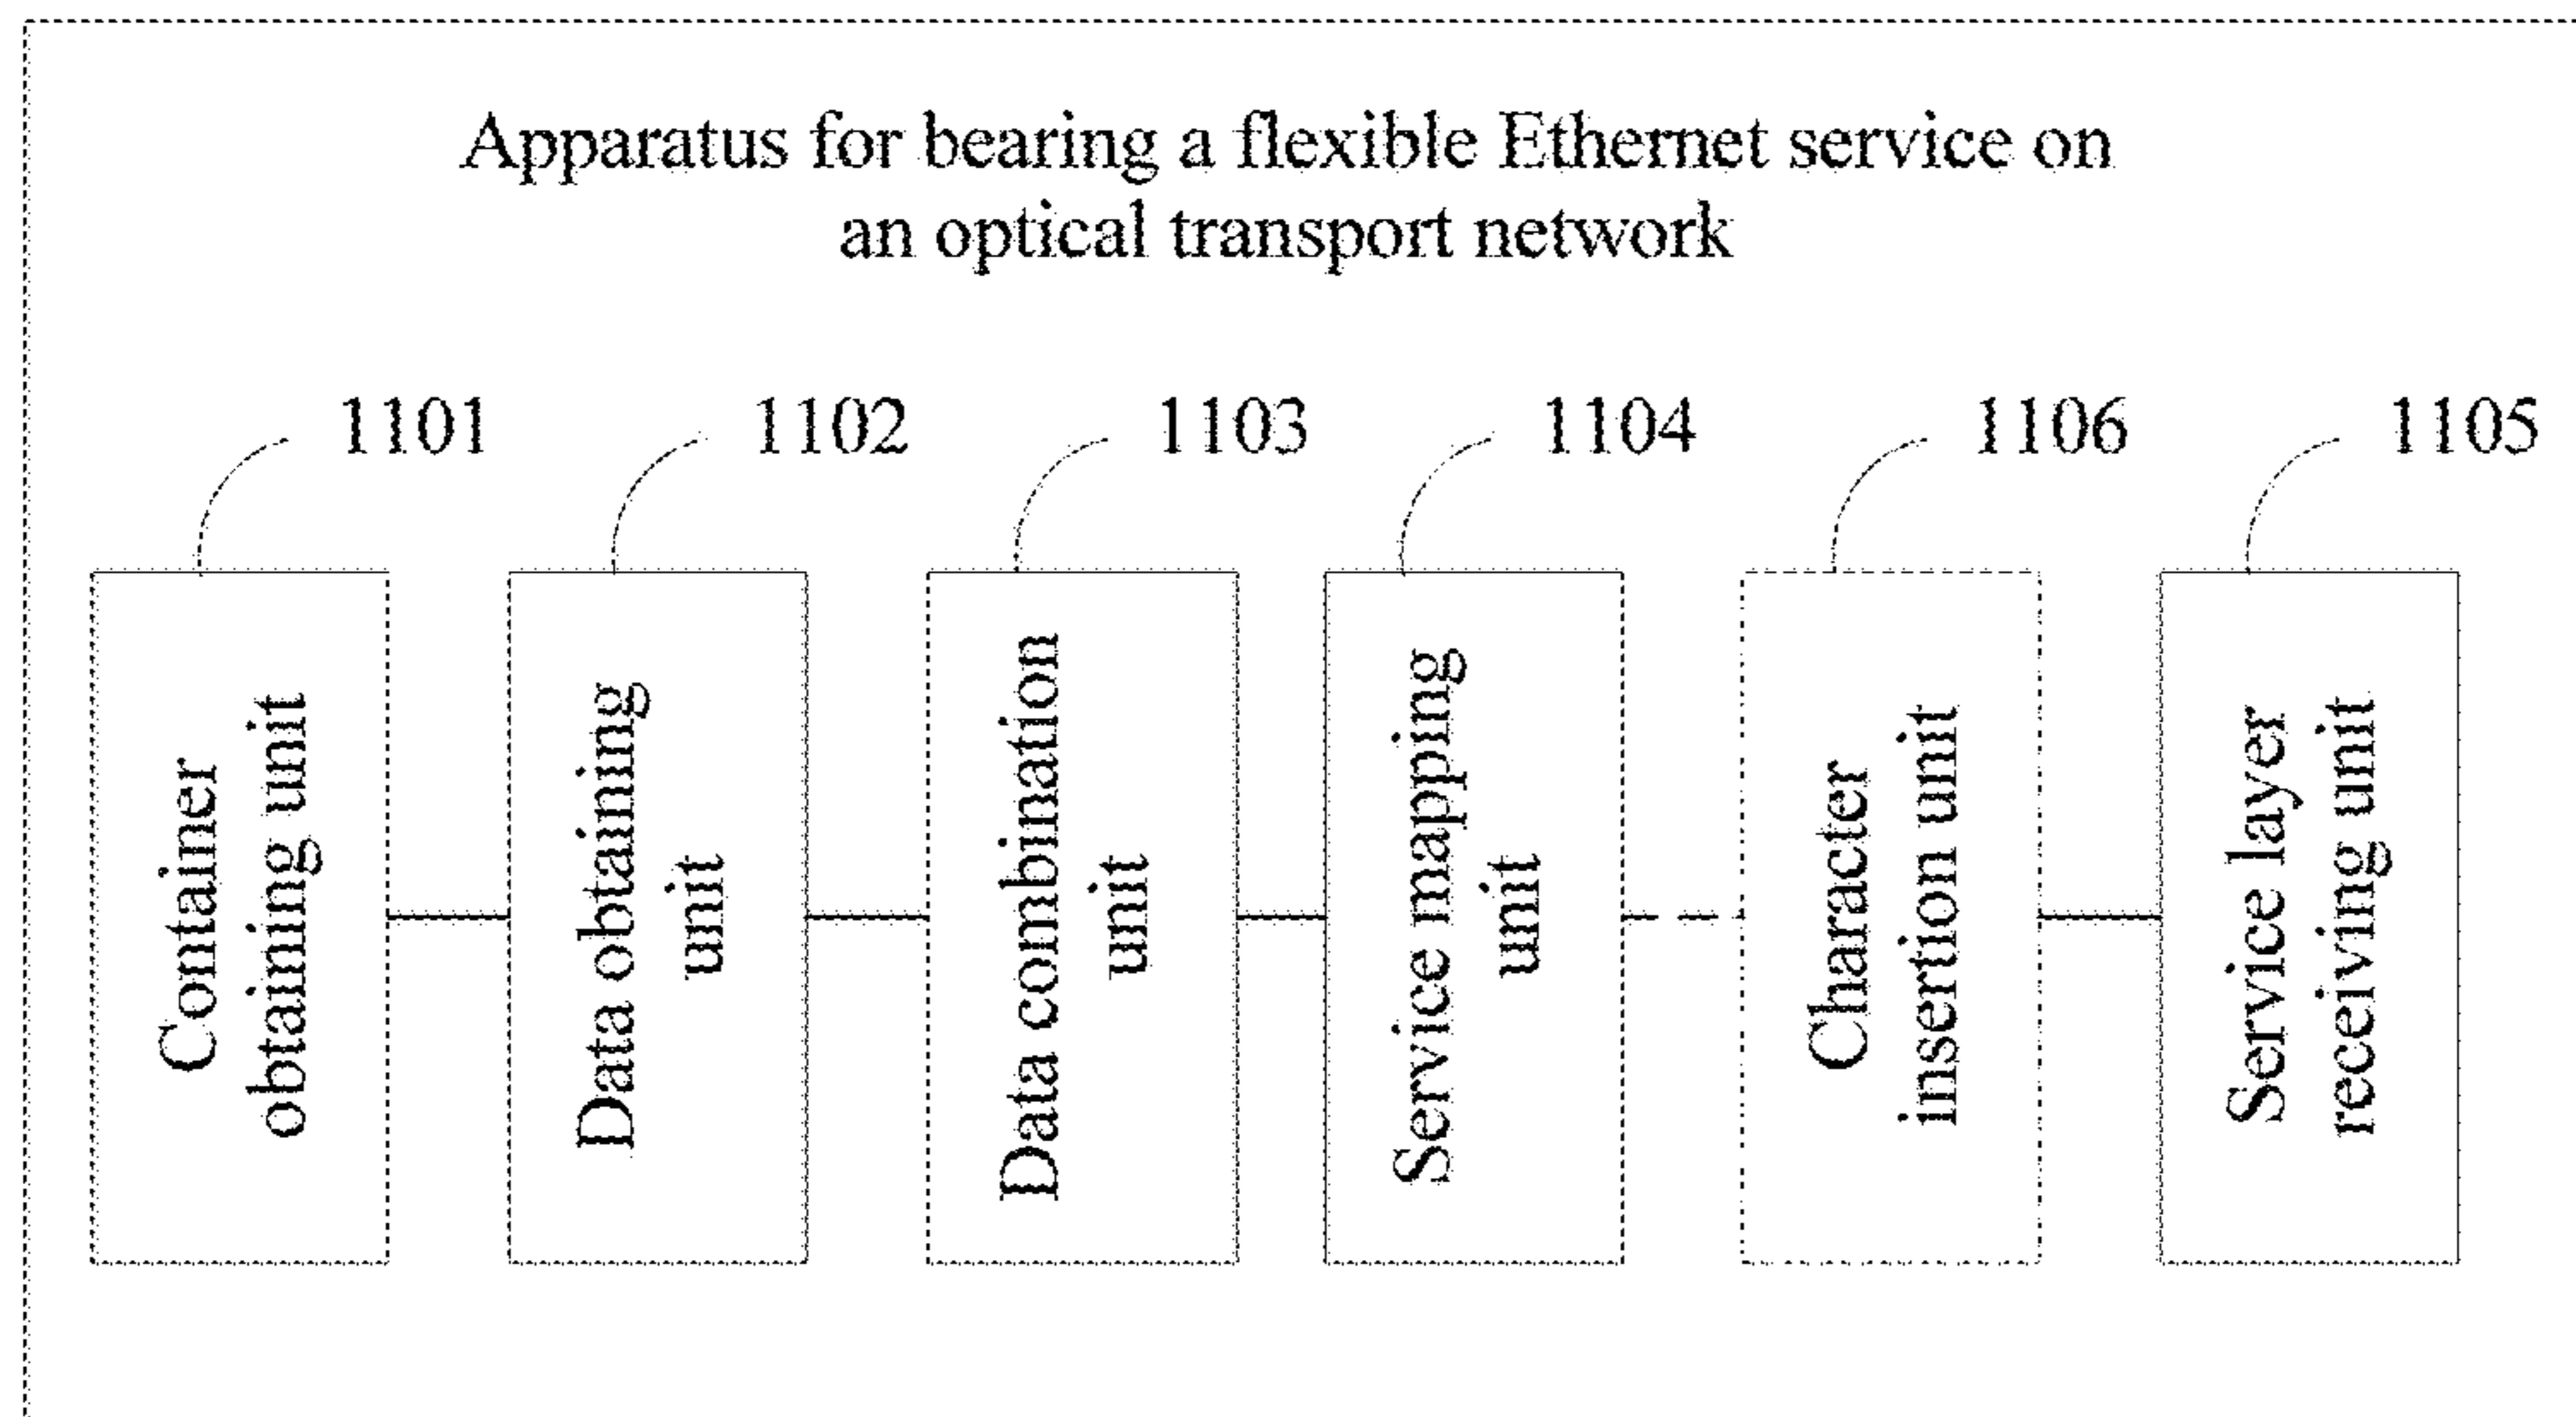 Apparatus for bearing a flexible Ethernet service on
an optical transport network
1101
1102
1103
1104
1106
1105
Container
obtaining unit
Data obtaining
unit
Data combination
unit
Service mapping
unit
Character
insertion unit
Service layer
receiving unit